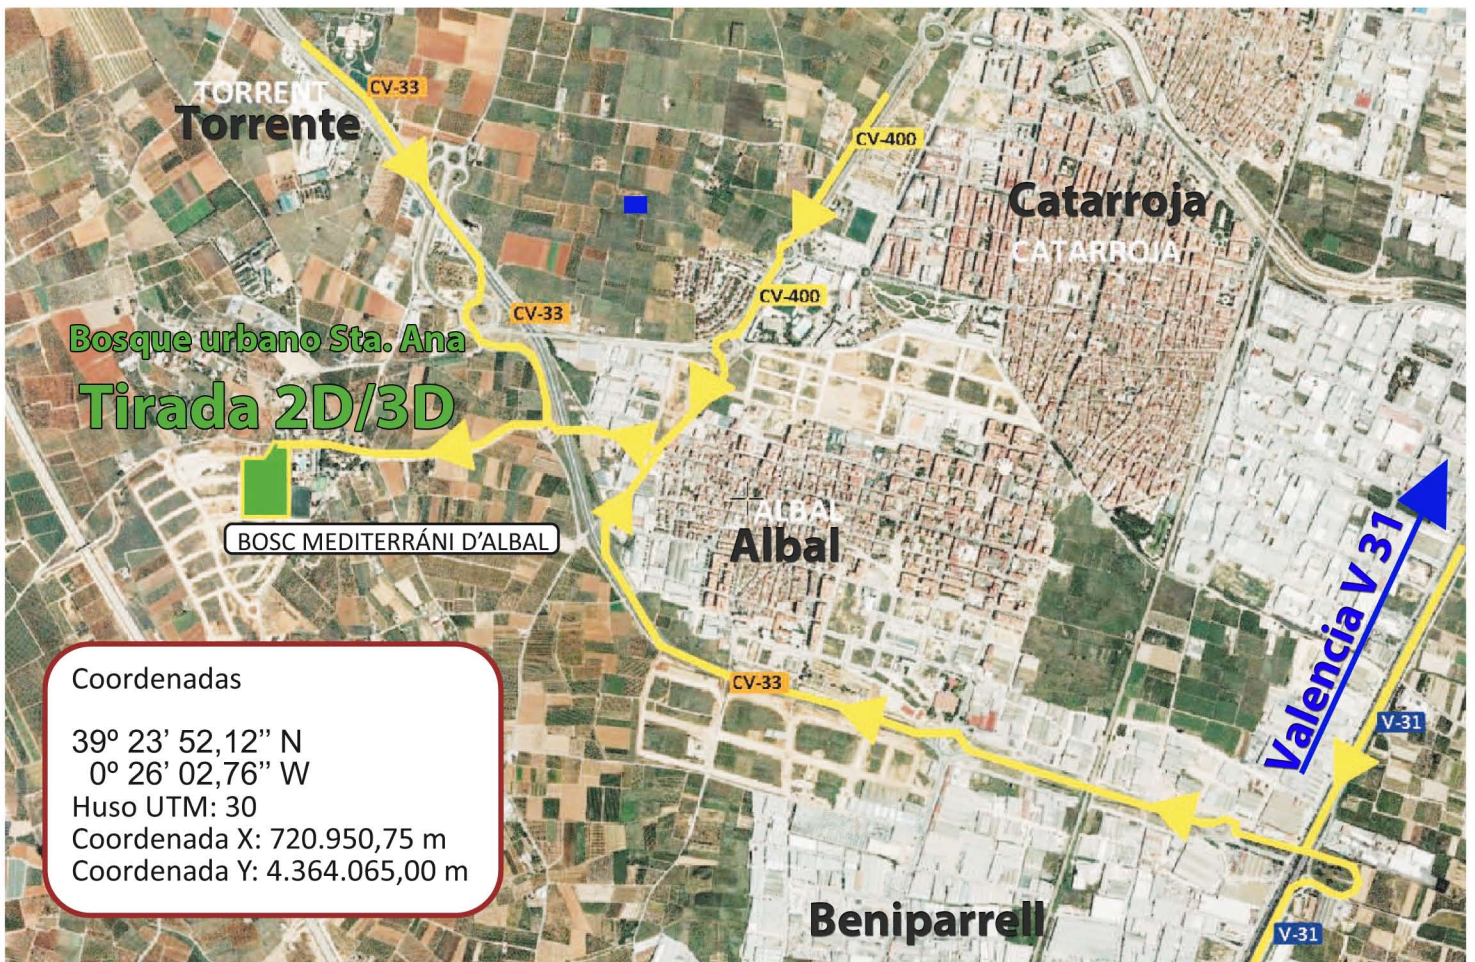 CV-33
TORRENT
Torrente
CV-400
Catarroja
CATARROJA
CV-400
CV-33
Bosque urbano Sta. Ana
Tirada 2D/3D
ALBAL
Albal
BOSC MEDITERRÁNI D’ALBAL
Valencia V 31
Coordenadas
39º 23’ 52,12’’ N
0º 26’ 02,76’’ W
Huso UTM: 30
Coordenada X: 720.950,75 m
Coordenada Y: 4.364.065,00 m
CV-33
V-31
Beniparrell
V-31